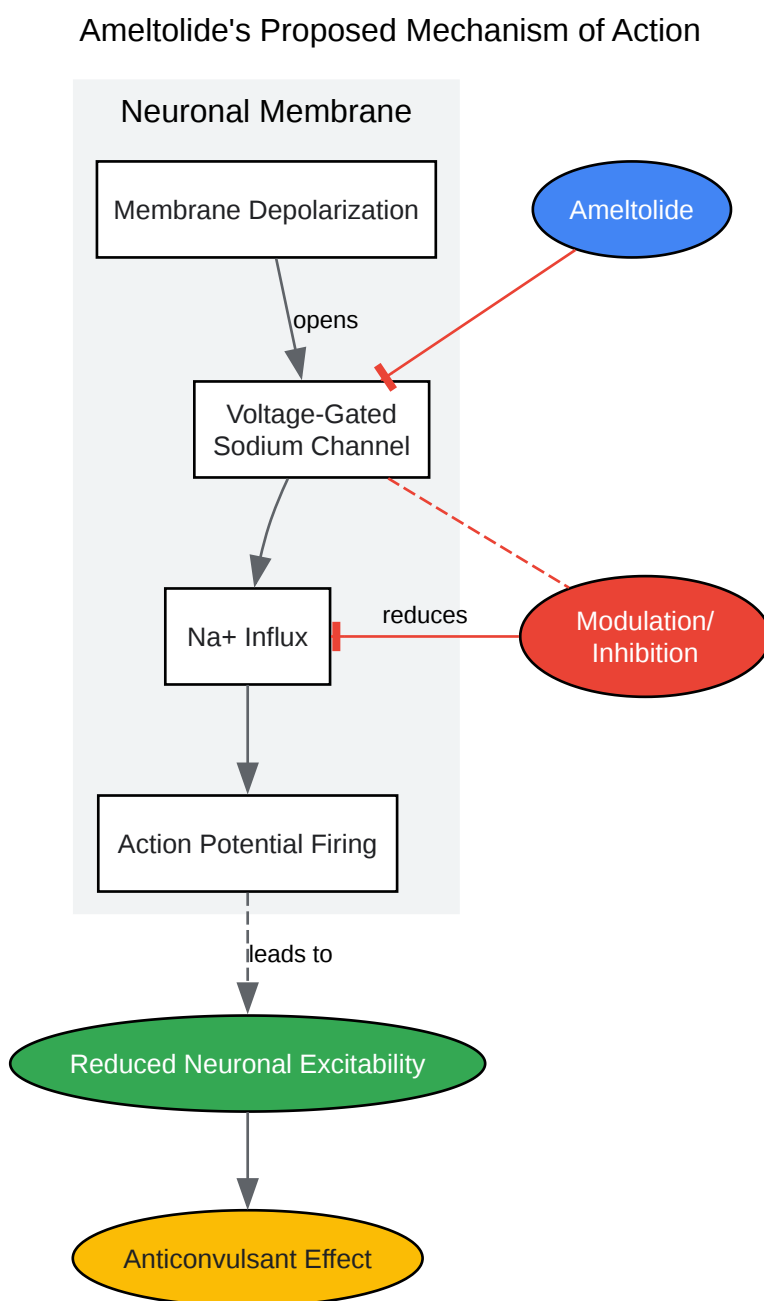 Ameltolide's Proposed Mechanism of Action
Neuronal Membrane
Membrane Depolarization
Ameltolide
opens
Voltage-Gated
Sodium Channel
Na+ Influx
reduces
Modulation/
Inhibition
Action Potential Firing
leads to
Reduced Neuronal Excitability
Anticonvulsant Effect